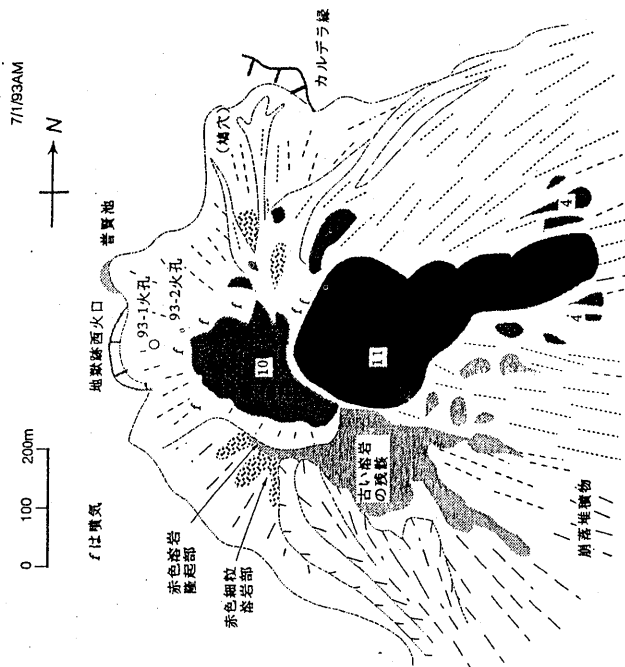 7/1/93AM
N
カルデラ縁
(鳩穴)
普賢池
地獄跡西火口
93-1火孔
93-2火孔
f
f
f
f
f
10
11
4
4
0 100 200m
fは噴気
赤色溶岩
隆起部
赤色細粒
溶岩部
古い溶岩
の残骸
崩落堆積物